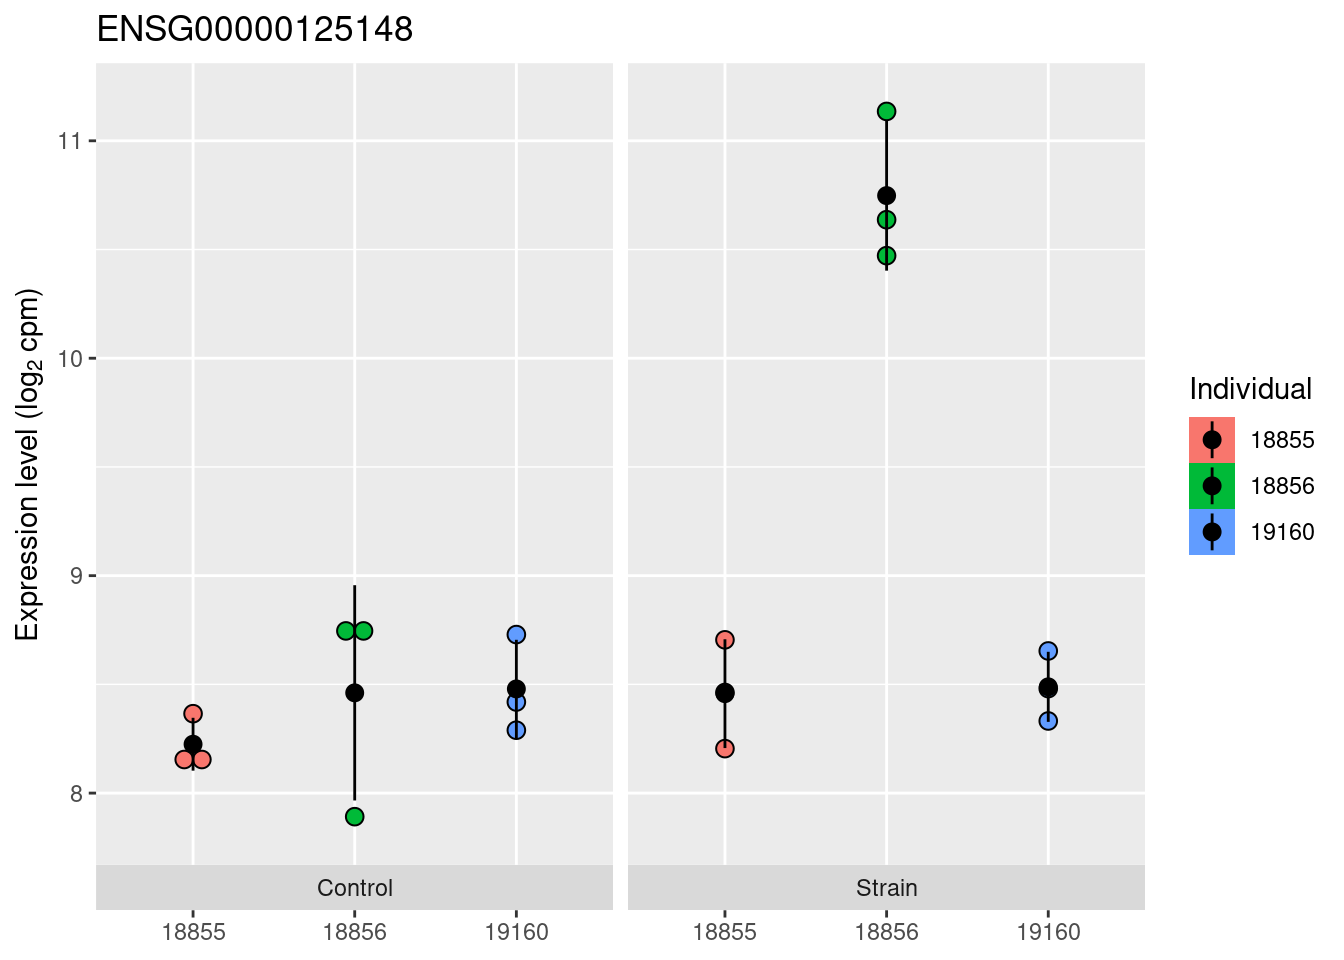 ENSG00000125148
Expression level (log₂ cpm)
11
10
9
8
Control
Strain
18855
18856
19160
18855
18856
19160
Individual
18855
18856
19160